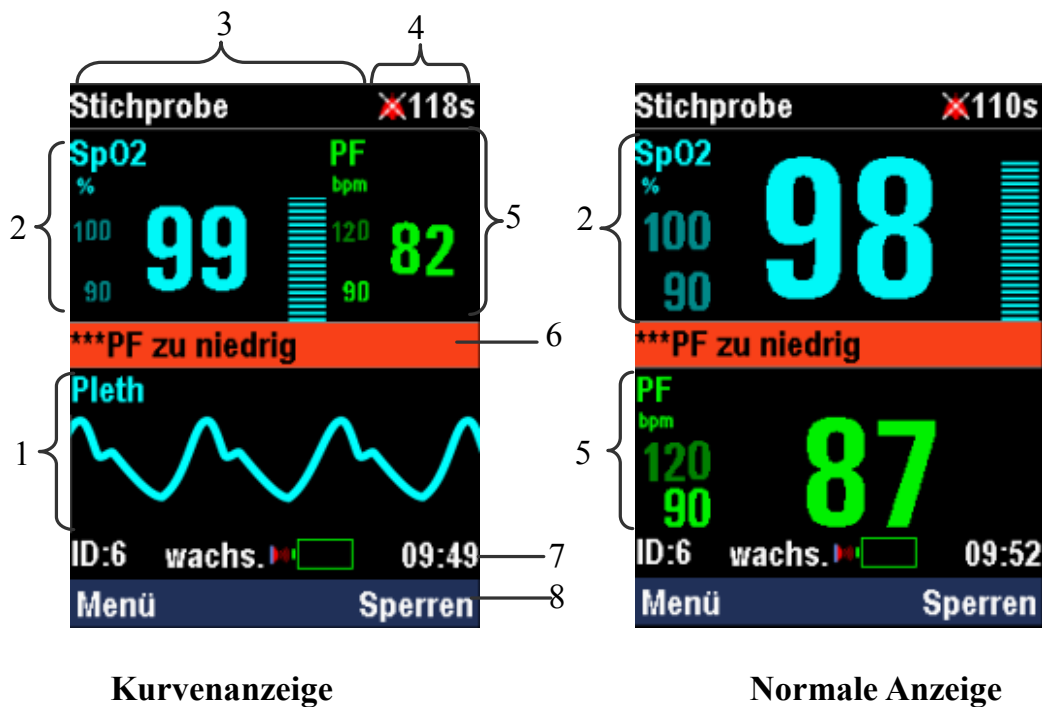 3
4
Stichprobe 118s
SpO2 PF
% bpm
100 99 120 82
90 90
2
5
***PF zu niedrig
6
Pleth
1
ID:6 wachs. 09:49
7
Menü Sperren
8
Kurvenanzeige
Stichprobe 110s
SpO2
%
100 98
90
2
***PF zu niedrig
PF
bpm
120 87
90
5
ID:6 wachs. 09:52
Menü Sperren
Normale Anzeige